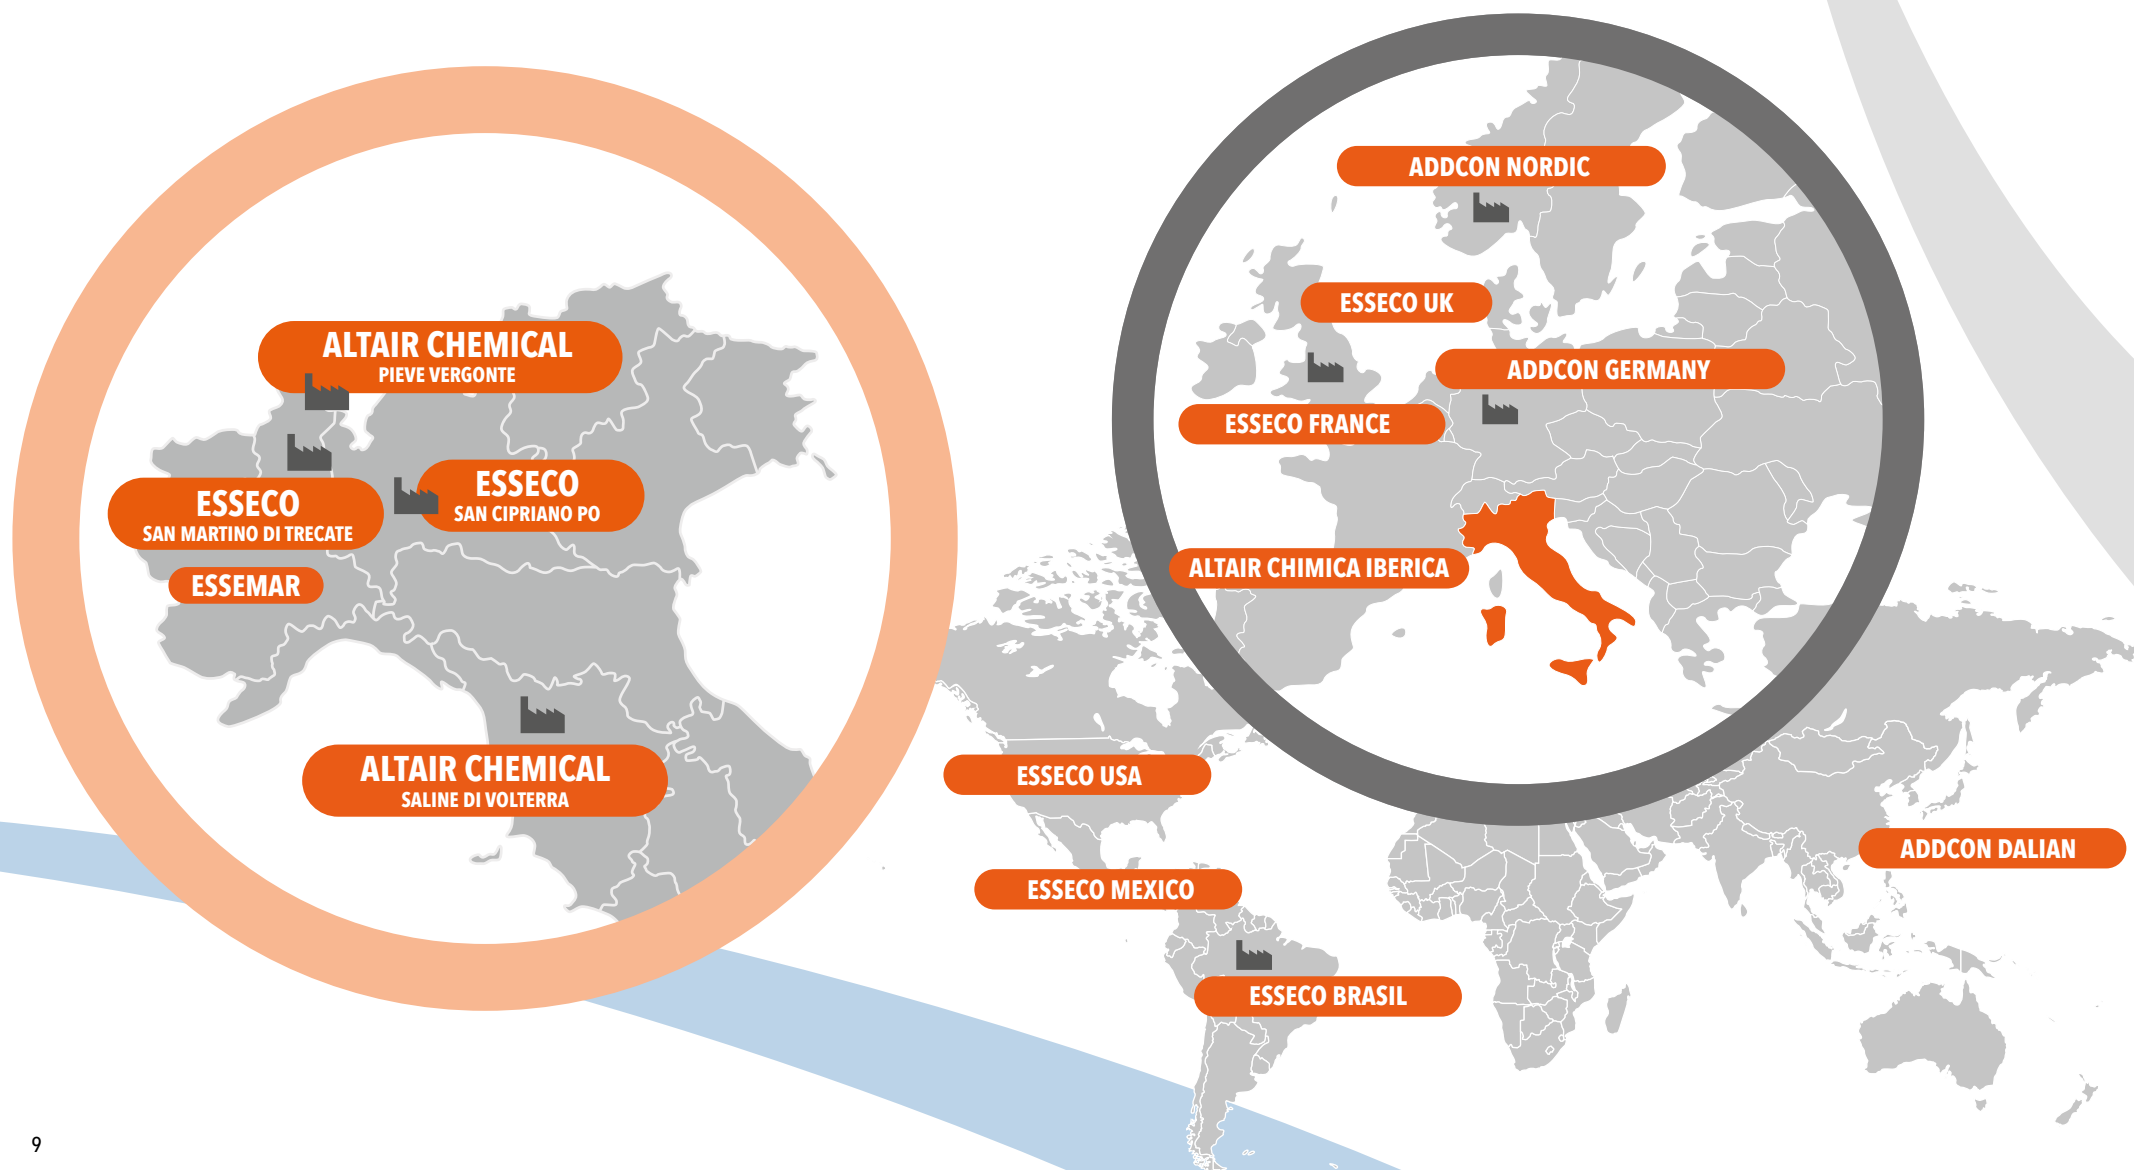 ALTAIR CHEMICAL
PIEVE VERGONTE
ESSECO
SAN MARTINO DI TRECATE
ESSECO
SAN CIPRIANO PO
ESSEMAR
ALTAIR CHEMICAL
SALINE DI VOLTERRA
ADDCON NORDIC
ESSECO UK
ADDCON GERMANY
ESSECO FRANCE
ALTAIR CHIMICA IBERICA
ESSECO USA
ESSECO MEXICO
ESSECO BRASIL
ADDCON DALIAN
9